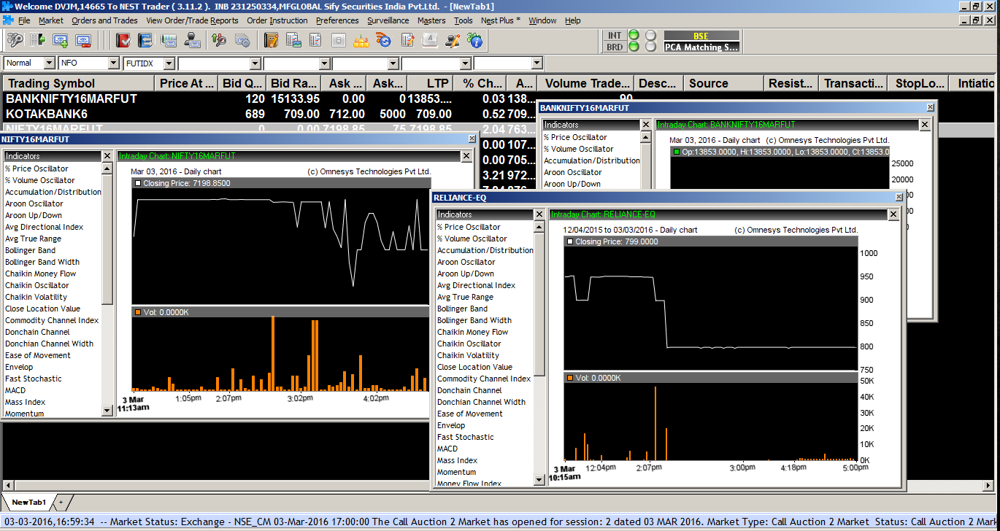 Welcome DVJM,14665 To NEST Trader ( 3.11.2 ). INB 231250334,MFGLOBAL Sify Securities India Pvt.Ltd. - [NewTab1]
File Market Orders and Trades View Order/Trade Reports Order Instruction Preferences Surveillance Masters Tools Nest Plus * Window Help
INT BSE
BRD PCA Matching S...
Normal NFO FUTIDX
Trading Symbol Price At ... Bid Q... Bid Ra... Ask ... Ask... LTP % Ch... A... Volume Trade... Desc... Source Resist... Transacti... StopLo... Intiatio
BANKNIFTY16MARFUT 120 15133.95 0.00 0 13853.... 0.03 138... 90
KOTAKBANK6 689 709.00 712.00 5000 709.00 0.52 709...
NIFTY16MARFUT 0 0.00 7198.85 75 7198.85 2.04 763...
0.00 107...
0.00 705...
3.21 972...
BANKNIFTY16MARFUT
Indicators
% Price Oscillator
% Volume Oscillator
Accumulation/Distribution
Aroon Oscillator
Aroon Up/Down
Intraday Chart: BANKNIFTY16MARFUT
Mar 03, 2016 - Daily chart (c) Omnesys Technologies Pvt Ltd.
Op:13853.0000, Hi:13853.0000, Lo:13853.0000, Cl:13853.0
25000
20000
NIFTY16MARFUT
Indicators
% Price Oscillator
% Volume Oscillator
Accumulation/Distribution
Aroon Oscillator
Aroon Up/Down
Avg Directional Index
Avg True Range
Bollinger Band
Bollinger Band Width
Chaikin Money Flow
Chaikin Oscillator
Chaikin Volatility
Close Location Value
Commodity Channel Index
Donchain Channel
Donchian Channel Width
Ease of Movement
Envelop
Fast Stochastic
MACD
Mass Index
Momentum
Intraday Chart: NIFTY16MARFUT
Mar 03, 2016 - Daily chart (c) Omnesys Technologies Pvt Ltd.
Closing Price: 7198.8500
Vol: 0.0000K
3 Mar
11:13am
1:05pm 2:07pm 3:02pm 4:02pm
RELIANCE-EQ
Indicators
% Price Oscillator
% Volume Oscillator
Accumulation/Distribution
Aroon Oscillator
Aroon Up/Down
Avg Directional Index
Avg True Range
Bollinger Band
Bollinger Band Width
Chaikin Money Flow
Chaikin Oscillator
Chaikin Volatility
Close Location Value
Commodity Channel Index
Donchain Channel
Donchian Channel Width
Ease of Movement
Envelop
Fast Stochastic
MACD
Mass Index
Momentum
Money Flow Index
Intraday Chart: RELIANCE-EQ
12/04/2015 to 03/03/2016 - Daily chart (c) Omnesys Technologies Pvt Ltd.
Closing Price: 799.0000
1000
950
900
850
800
750
Vol: 0.0000K
50K
40K
30K
20K
10K
0K
3 Mar
10:15am
12:04pm 2:07pm 3:00pm 4:18pm 5:00pm
NewTab1 +
03-03-2016,16:59:34 -- Market Status: Exchange - NSE_CM 03-Mar-2016 17:00:00 The Call Auction 2 Market has opened for session: 2 dated 03 MAR 2016. Market Type: Call Auction 2 Market Status: Call Auction 2 Mark